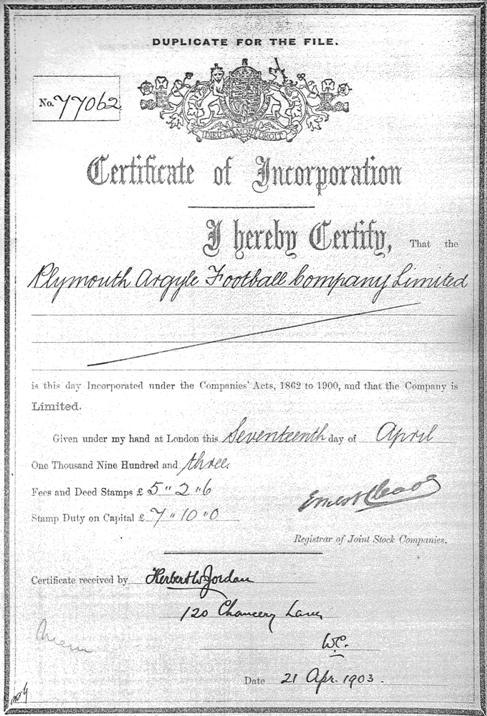 DUPLICATE FOR THE FILE.
No. 77062
Certificate of Incorporation
I hereby Certify, That the
Plymouth Argyle Football Company Limited
is this day Incorporated under the Companies' Acts, 1862 to 1900, and that the Company is
Limited.
Given under my hand at London this Seventeenth day of April
One Thousand Nine Hundred and three.
Fees and Deed Stamps £ 5 " 2 " 6
Stamp Duty on Capital £ 7 " 10 " 0
Ernest Cleave
Registrar of Joint Stock Companies.
Certificate received by Herbert W Jordan
120 Chancery Lane
W.C.
Date 21 Apr. 1903.